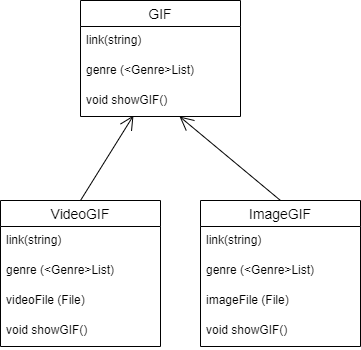 GIF
link(string)
genre (<Genre>List)
void showGIF()
VideoGIF
link(string)
genre (<Genre>List)
videoFile (File)
void showGIF()
ImageGIF
link(string)
genre (<Genre>List)
imageFile (File)
void showGIF()